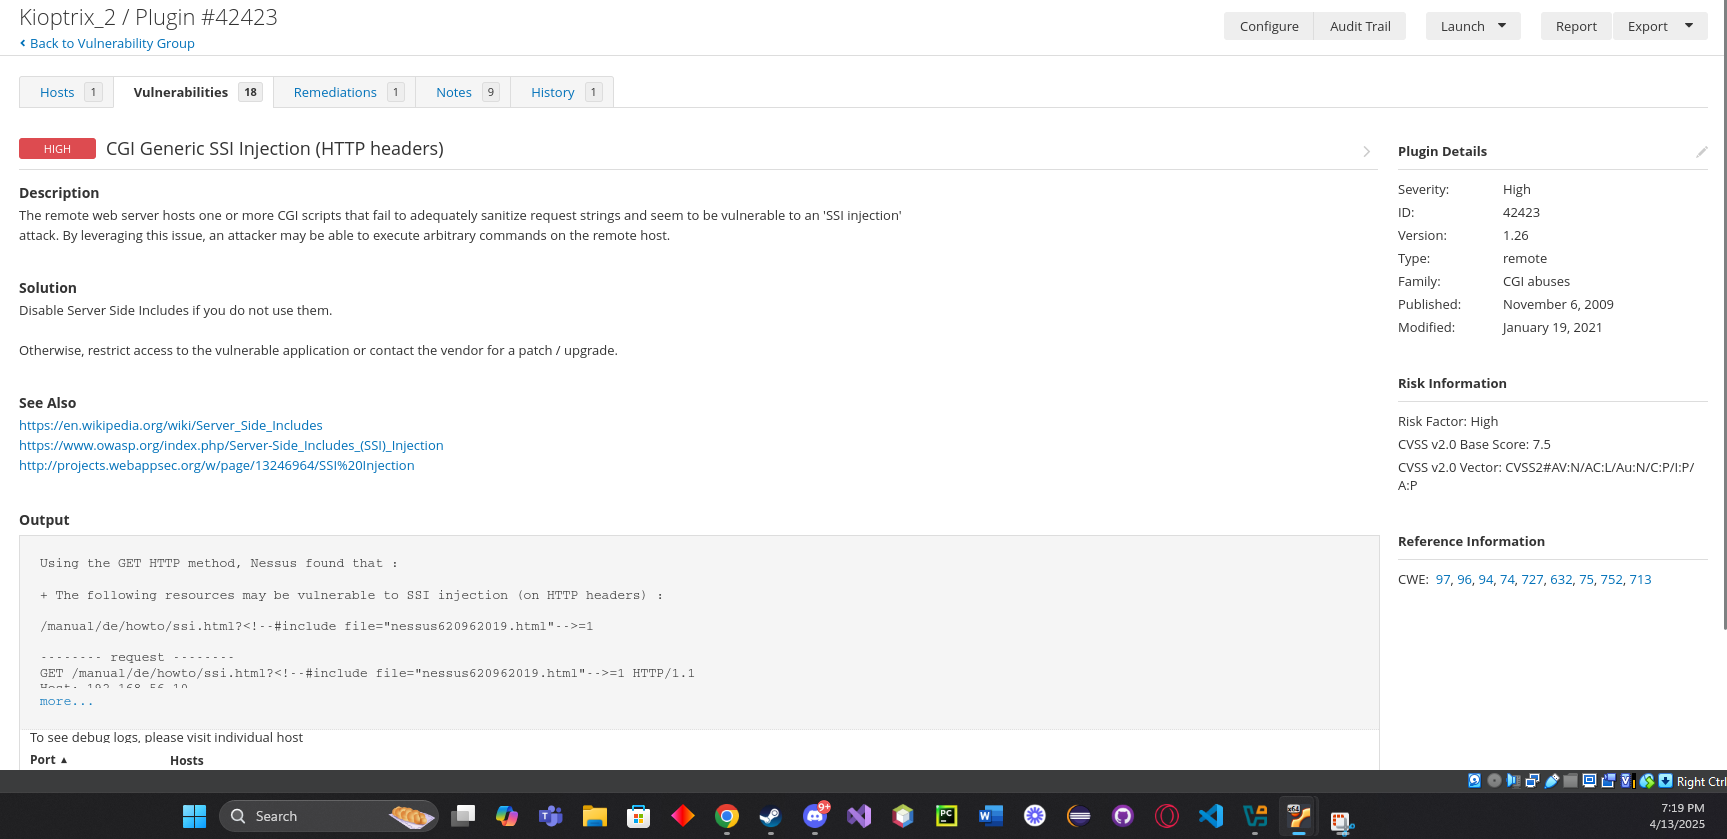 Kioptrix_2 / Plugin #42423
Back to Vulnerability Group
Configure
Audit Trail
Launch
Report
Export
Hosts 1
Vulnerabilities 18
Remediations 1
Notes 9
History 1
HIGH CGI Generic SSI Injection (HTTP headers)
Description
The remote web server hosts one or more CGI scripts that fail to adequately sanitize request strings and seem to be vulnerable to an 'SSI injection'
attack. By leveraging this issue, an attacker may be able to execute arbitrary commands on the remote host.
Solution
Disable Server Side Includes if you do not use them.
Otherwise, restrict access to the vulnerable application or contact the vendor for a patch / upgrade.
See Also
https://en.wikipedia.org/wiki/Server_Side_Includes
https://www.owasp.org/index.php/Server-Side_Includes_(SSI)_Injection
http://projects.webappsec.org/w/page/13246964/SSI%20Injection
Output
Using the GET HTTP method, Nessus found that :
+ The following resources may be vulnerable to SSI injection (on HTTP headers) :
/manual/de/howto/ssi.html?<!--#include file="nessus620962019.html"-->=1
-------- request --------
GET /manual/de/howto/ssi.html?<!--#include file="nessus620962019.html"-->=1 HTTP/1.1
more...
To see debug logs, please visit individual host
Port ▲ Hosts
Plugin Details
Severity: High
ID: 42423
Version: 1.26
Type: remote
Family: CGI abuses
Published: November 6, 2009
Modified: January 19, 2021
Risk Information
Risk Factor: High
CVSS v2.0 Base Score: 7.5
CVSS v2.0 Vector: CVSS2#AV:N/AC:L/Au:N/C:P/I:P/
A:P
Reference Information
CWE: 97, 96, 94, 74, 727, 632, 75, 752, 713
Right Ctrl
Search
9+
PC
W
x64
7:19 PM
4/13/2025